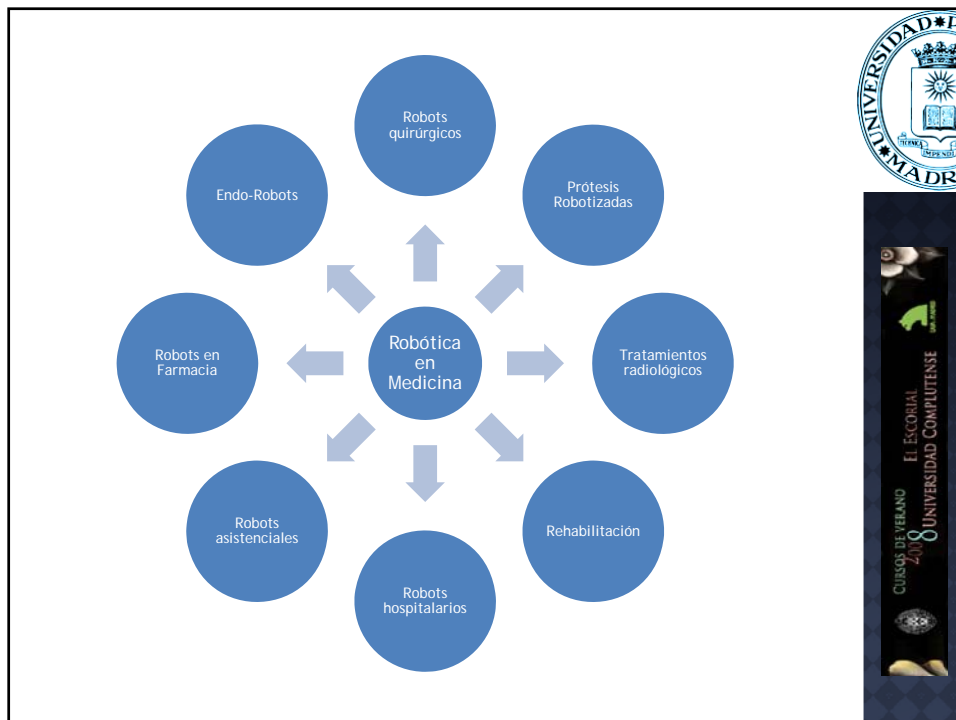 Robots
quirúrgicos
Prótesis
Robotizadas
Tratamientos
radiológicos
Rehabilitación
Robots
hospitalarios
Robots
asistenciales
Robots en
Farmacia
Endo-Robots
Robótica
en
Medicina
UNIVERSIDAD
MADR
CURSOS DE VERANO
2008 EL ESCORIAL
UNIVERSIDAD COMPLUTENSE